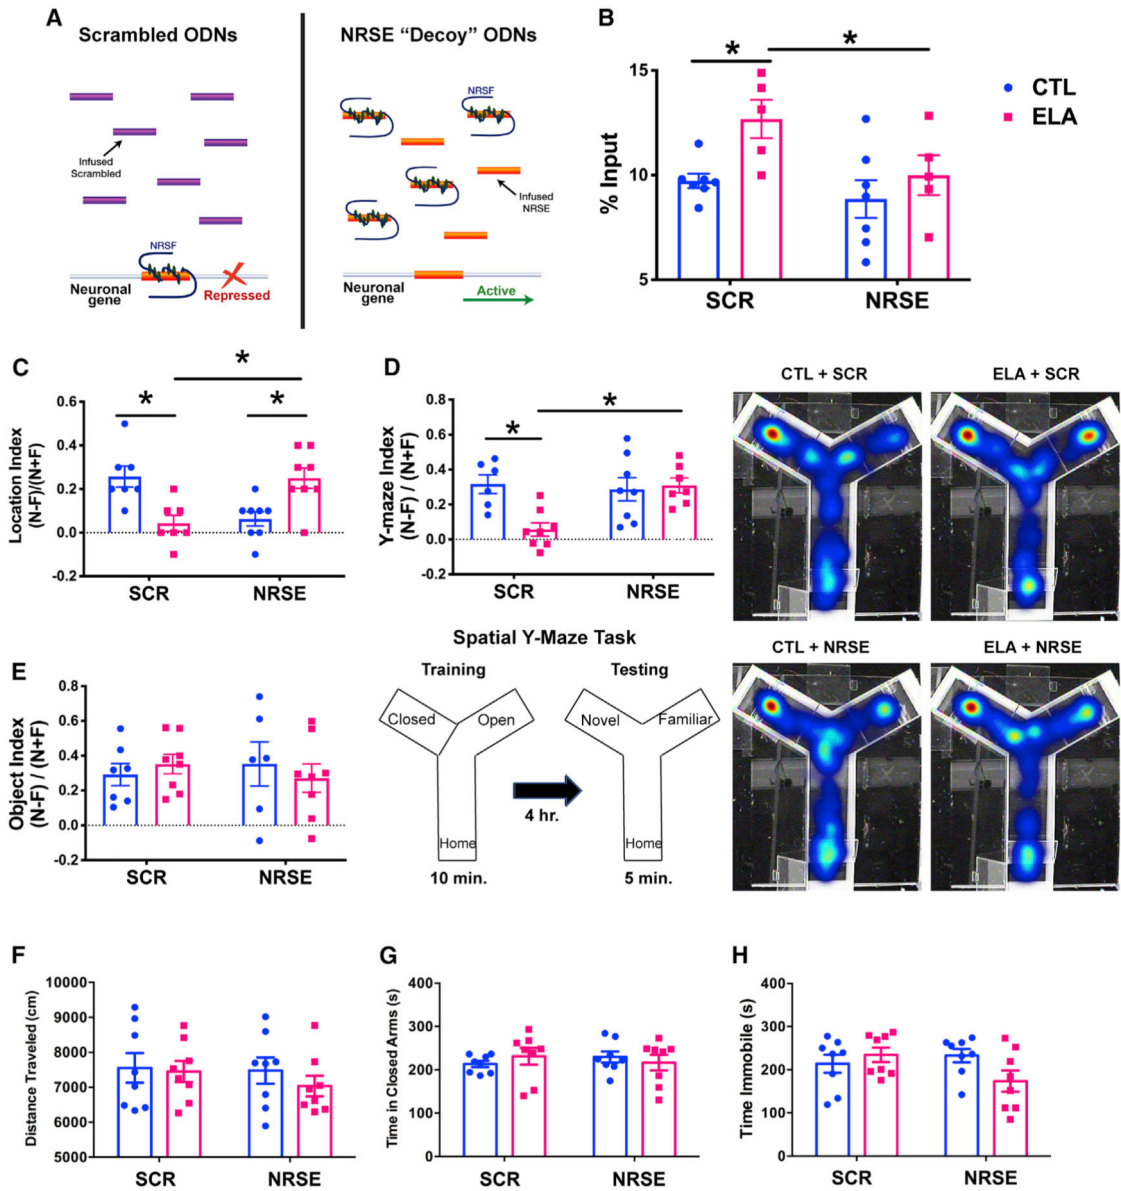 A
Scrambled ODNs
NRSE “Decoy” ODNs
Infused
Scrambled
NRSF
Neuronal
gene
Repressed
NRSF
Infused
NRSE
Neuronal
gene
Active
B
*
*
15
10
5
% Input
SCR
NRSE
CTL
ELA
C
*
*
*
0.6
0.4
0.2
0.0
-0.2
Location Index
(N-F)/(N+F)
SCR
NRSE
D
*
*
0.8
0.6
0.4
0.2
0.0
-0.2
Y-maze Index
(N-F) / (N+F)
SCR
NRSE
CTL + SCR
ELA + SCR
CTL + NRSE
ELA + NRSE
Spatial Y-Maze Task
Training
Testing
Closed
Open
Novel
Familiar
4 hr.
Home
Home
10 min.
5 min.
E
0.8
0.6
0.4
0.2
0.0
-0.2
Object Index
(N-F) / (N+F)
SCR
NRSE
F
10000
9000
8000
7000
6000
5000
Distance Traveled (cm)
SCR
NRSE
G
400
300
200
100
0
Time in Closed Arms (s)
SCR
NRSE
H
400
300
200
100
0
Time Immobile (s)
SCR
NRSE